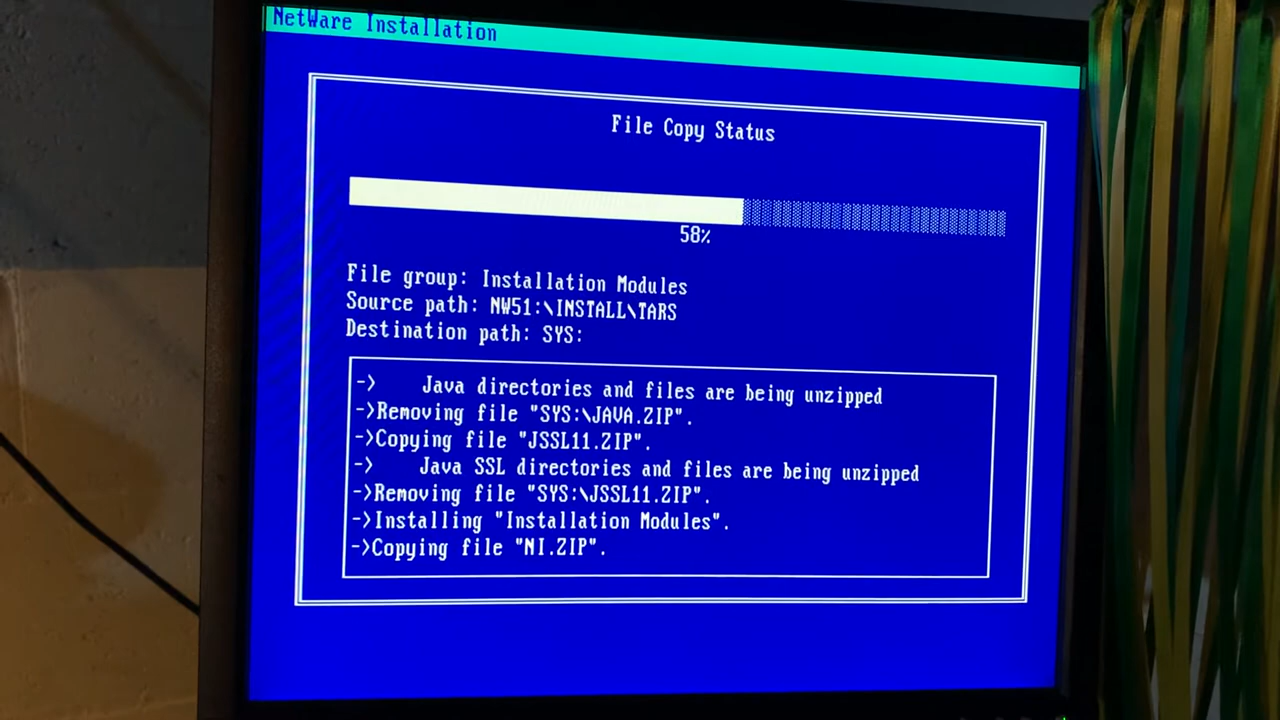 NetWare Installation
File Copy Status
58%
File group: Installation Modules
Source path: NW51:\INSTALL\TARS
Destination path: SYS:
->    Java directories and files are being unzipped
->Removing file "SYS:\JAVA.ZIP".
->Copying file "JSSL11.ZIP".
->    Java SSL directories and files are being unzipped
->Removing file "SYS:\JSSL11.ZIP".
->Installing "Installation Modules".
->Copying file "NI.ZIP".